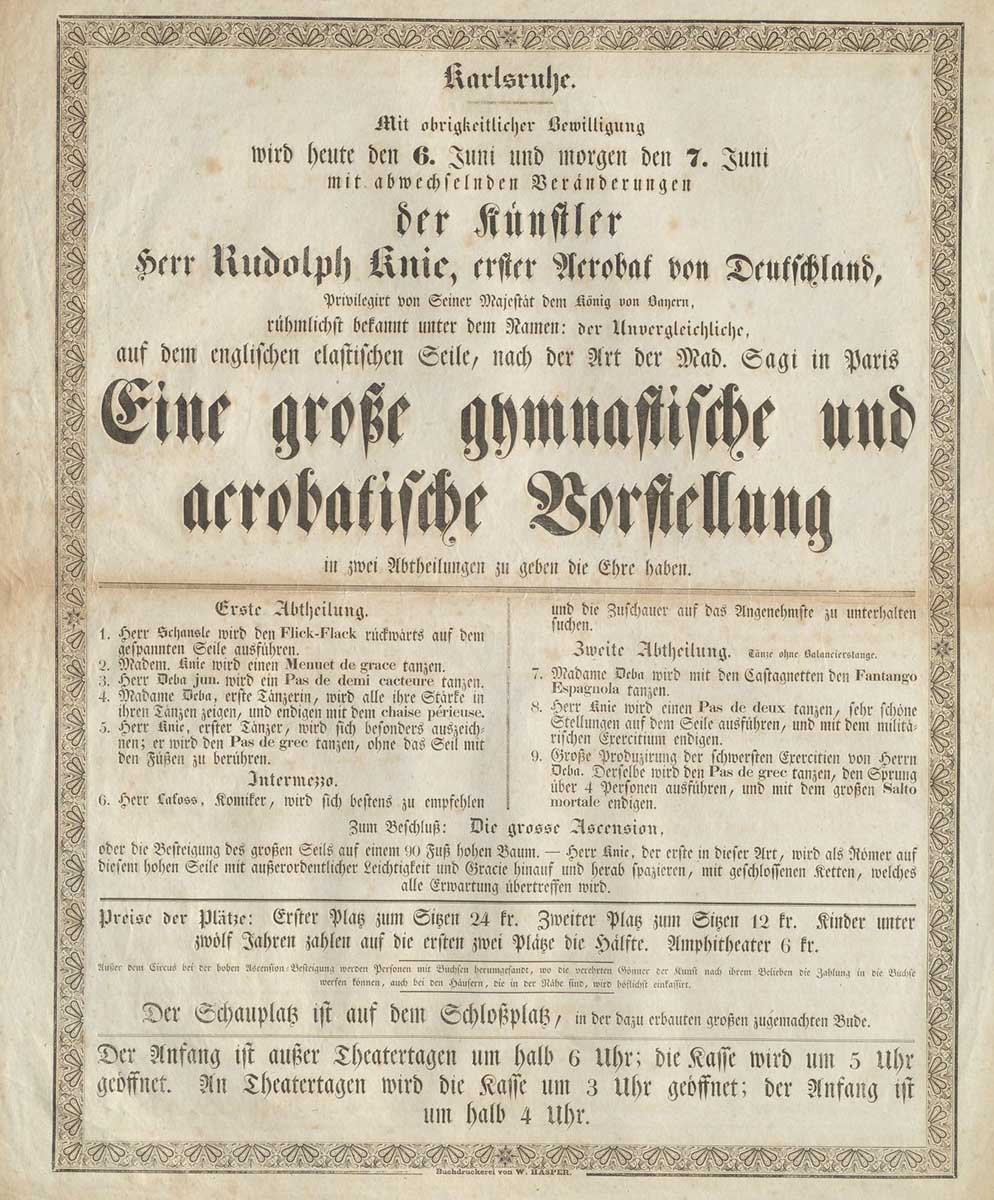 Karlsruhe.
Mit obrigkeitlicher Bewilligung
wird heute den 6. Juni und morgen den 7. Juni
mit abwechselnden Veränderungen
der Künstler
Herr Rudolph Knie, erster Acrobat von Deutschland,
Privilegirt von Seiner Majestät dem König von Bayern,
rühmlichst bekannt unter dem Namen: der Unvergleichliche,
auf dem englischen elastischen Seile, nach der Art der Mad. Sagi in Paris
Eine große gymnastische und
acrobatische Vorstellung
in zwei Abtheilungen zu geben die Ehre haben.
Erste Abtheilung.
1. Herr Schansle wird den Flick-Flack rückwärts auf dem
gespannten Seile ausführen.
2. Madem. Knie wird einen Menuet de grace tanzen.
3. Herr Deba jun. wird ein Pas de demi cacteure tanzen.
4. Madame Deba, erste Tänzerin, wird alle ihre Stärke in
ihren Tänzen zeigen, und endigen mit dem chaise périeuse.
5. Herr Knie, erster Tänzer, wird sich besonders auszeich-
nen; er wird den Pas de grec tanzen, ohne das Seil mit
den Füßen zu berühren.
Intermezzo.
6. Herr Lafoss, Komiker, wird sich bestens zu empfehlen
und die Zuschauer auf das Angenehmste zu unterhalten
suchen.
Zweite Abtheilung. Tänze ohne Balancierstange.
7. Madame Deba wird mit den Castagnetten den Fantango
Espagnola tanzen.
8. Herr Knie wird einen Pas de deux tanzen, sehr schöne
Stellungen auf dem Seile ausführen, und mit dem militä-
rischen Exercitium endigen.
9. Große Produzirung der schwersten Exercitien von Herrn
Deba. Derselbe wird den Pas de grec tanzen, den Sprung
über 4 Personen ausführen, und mit dem großen Salto
mortale endigen.
Zum Beschluß: Die grosse Ascension,
oder die Besteigung des großen Seils auf einem 90 Fuß hohen Baum. — Herr Knie, der erste in dieser Art, wird als Römer auf
diesem hohen Seile mit außerordentlicher Leichtigkeit und Gracie hinauf und herab spazieren, mit geschlossenen Ketten, welches
alle Erwartung übertreffen wird.
Preise der Plätze: Erster Platz zum Sitzen 24 kr. Zweiter Platz zum Sitzen 12 kr. Kinder unter
zwölf Jahren zahlen auf die ersten zwei Plätze die Hälfte. Amphitheater 6 kr.
Außer dem Circus bei der hohen Ascension-Besteigung werden Personen mit Büchsen herumgesandt, wo die verehrten Gönner der Kunst nach ihrem Belieben die Zahlung in die Büchse
werfen können, auch bei den Häusern, die in der Nähe sind, wird höflichst einkassirt.
Der Schauplatz ist auf dem Schloßplatz, in der dazu erbauten großen zugemachten Bude.
Der Anfang ist außer Theatertagen um halb 6 Uhr; die Kasse wird um 5 Uhr
geöffnet. An Theatertagen wird die Kasse um 3 Uhr geöffnet; der Anfang ist
um halb 4 Uhr.
Buchdruckerei von W. HASPER.